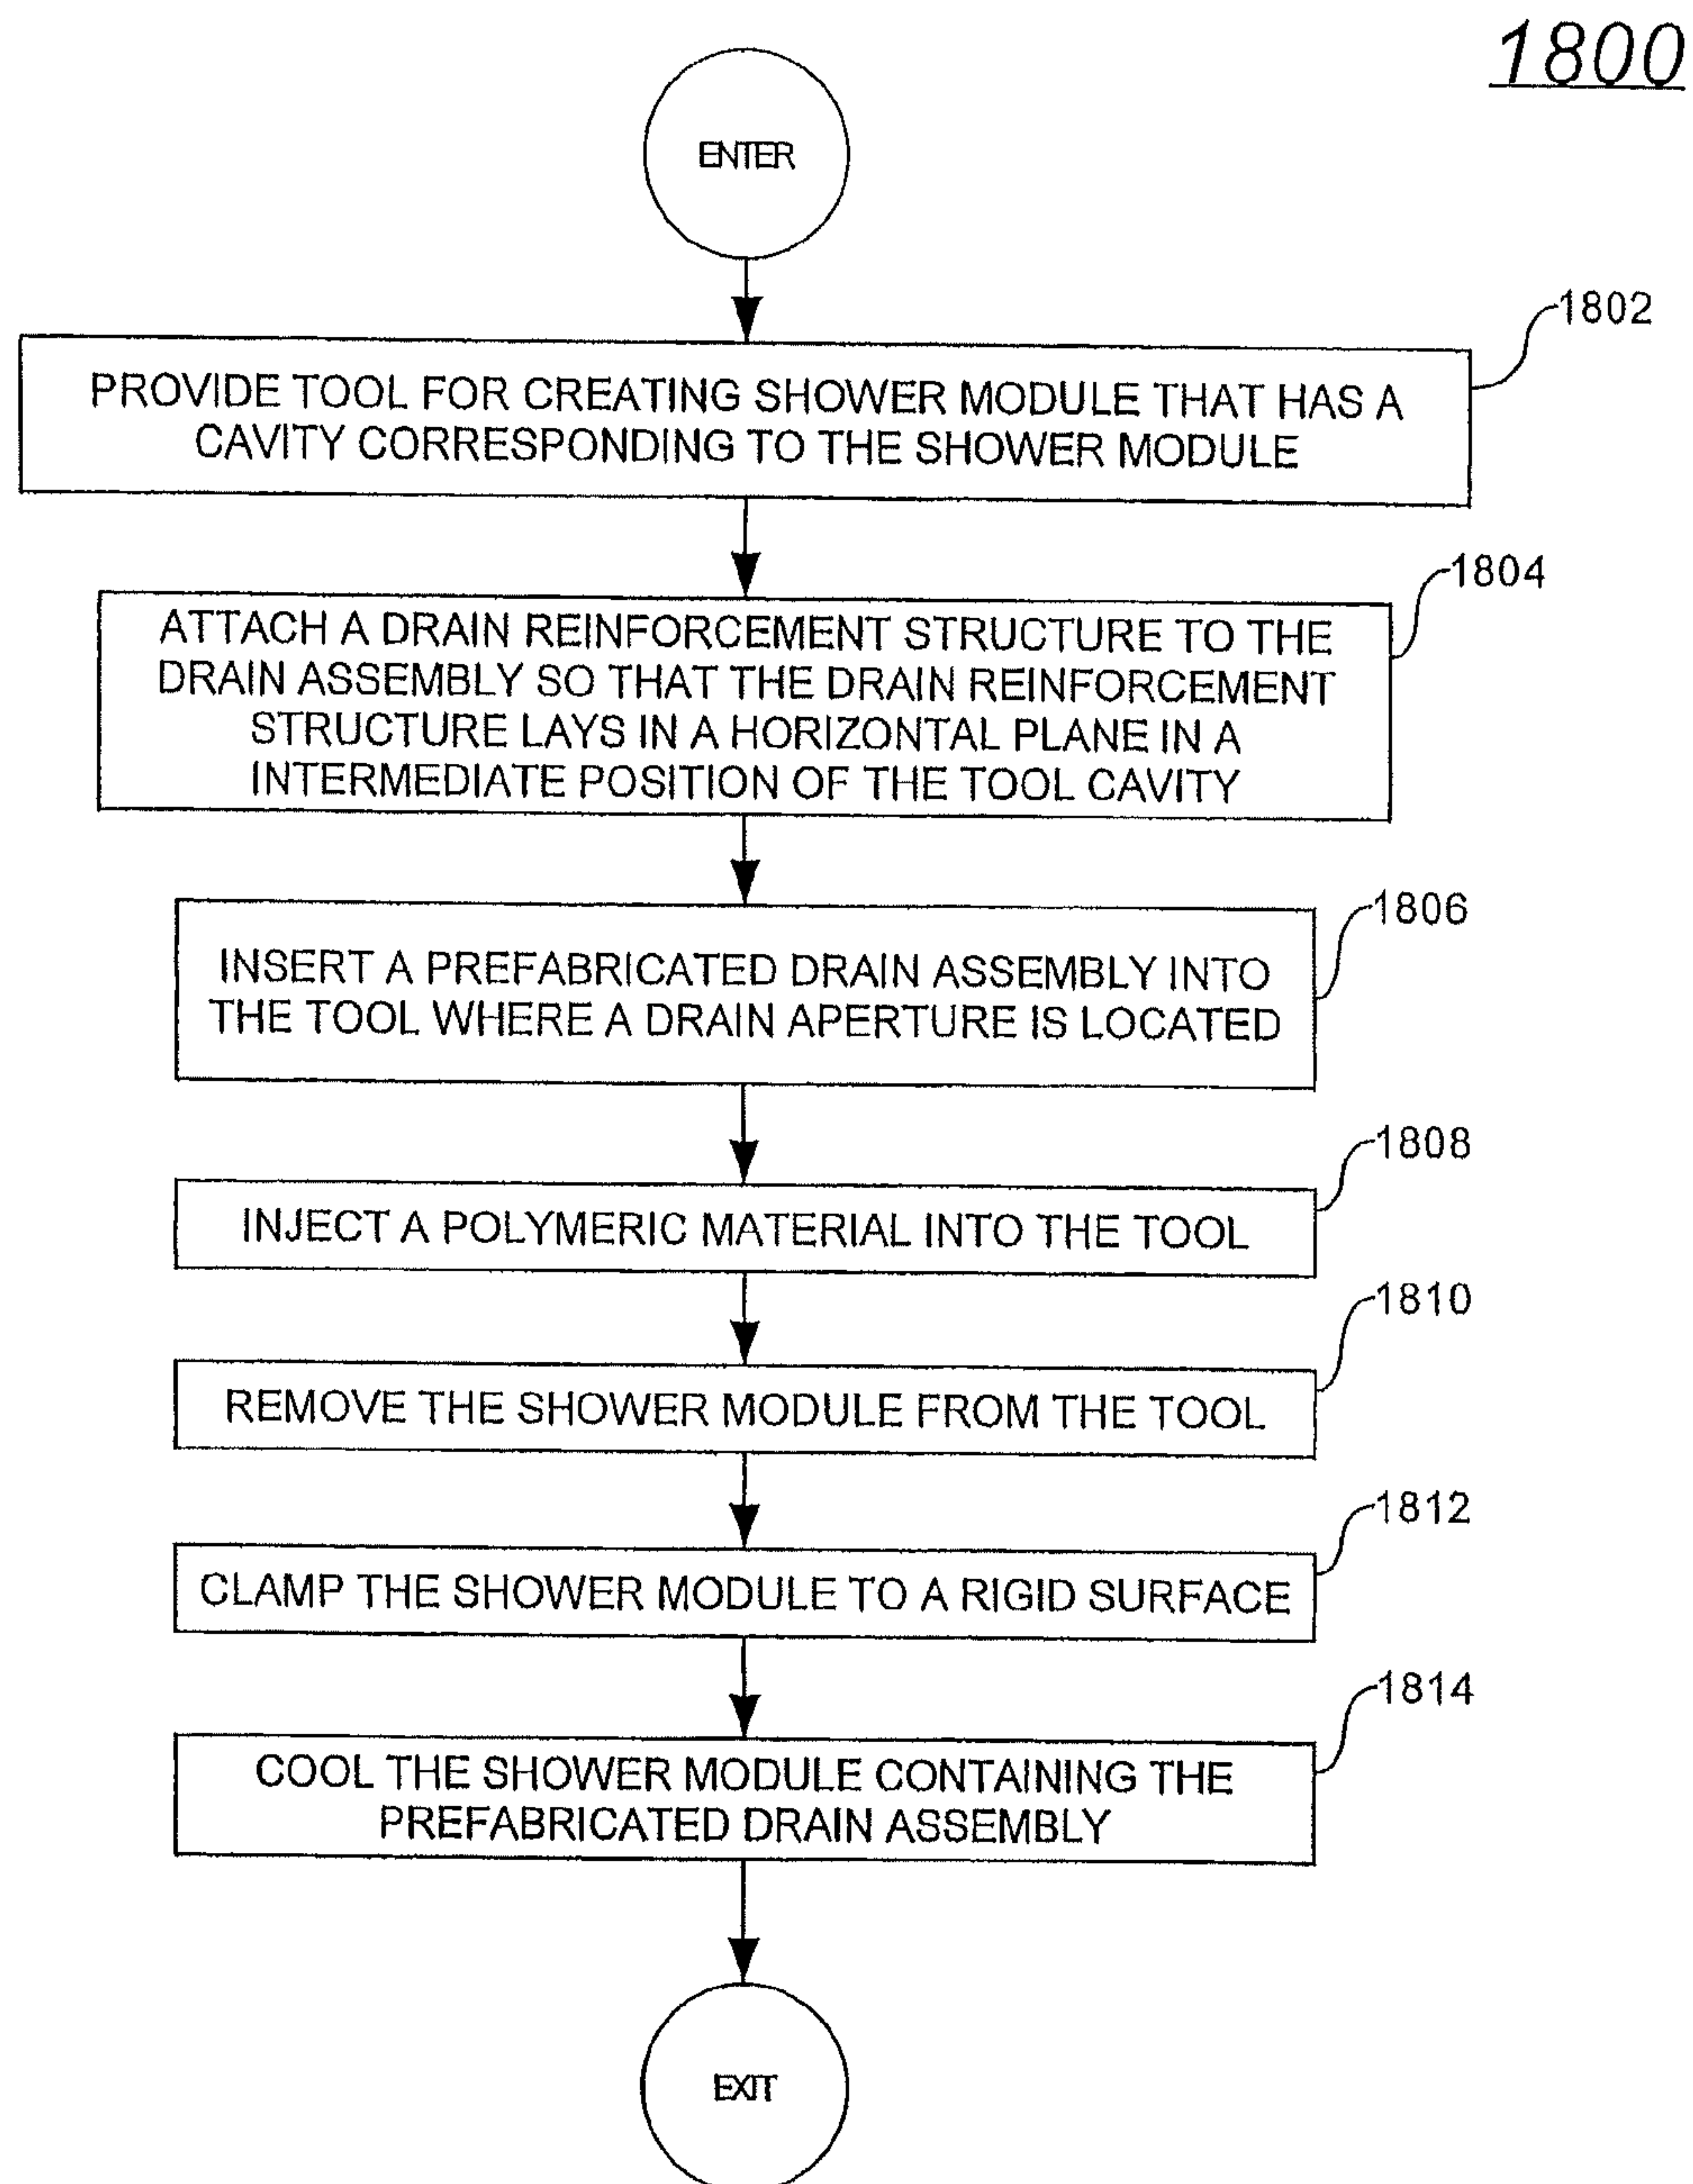 1800
ENTER
1802
PROVIDE TOOL FOR CREATING SHOWER MODULE THAT HAS A
CAVITY CORRESPONDING TO THE SHOWER MODULE
1804
ATTACH A DRAIN REINFORCEMENT STRUCTURE TO THE
DRAIN ASSEMBLY SO THAT THE DRAIN REINFORCEMENT
STRUCTURE LAYS IN A HORIZONTAL PLANE IN A
INTERMEDIATE POSITION OF THE TOOL CAVITY
1806
INSERT A PREFABRICATED DRAIN ASSEMBLY INTO
THE TOOL WHERE A DRAIN APERTURE IS LOCATED
1808
INJECT A POLYMERIC MATERIAL INTO THE TOOL
1810
REMOVE THE SHOWER MODULE FROM THE TOOL
1812
CLAMP THE SHOWER MODULE TO A RIGID SURFACE
1814
COOL THE SHOWER MODULE CONTAINING THE
PREFABRICATED DRAIN ASSEMBLY
EXIT